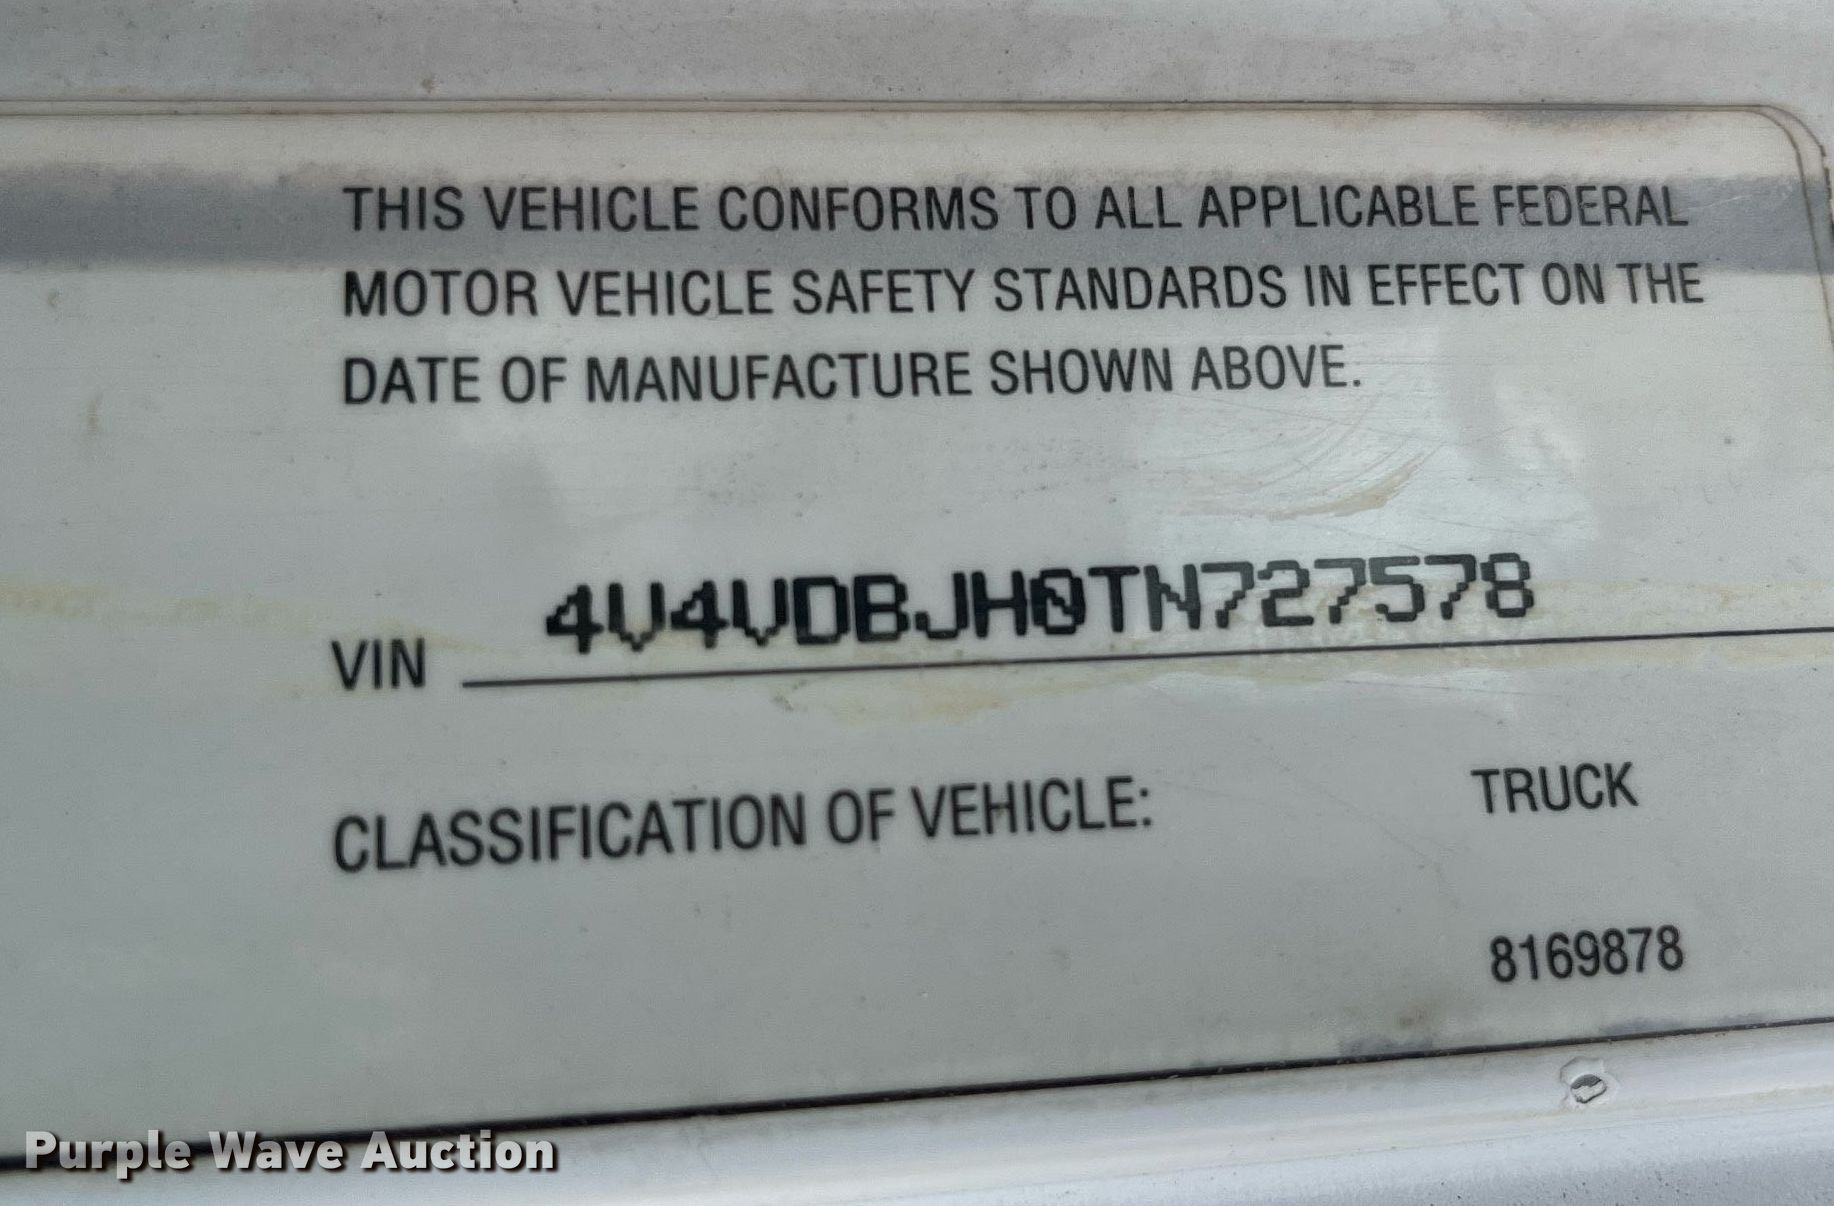 THIS VEHICLE CONFORMS TO ALL APPLICABLE FEDERAL
MOTOR VEHICLE SAFETY STANDARDS IN EFFECT ON THE
DATE OF MANUFACTURE SHOWN ABOVE.
VIN 4V4VDBJH0TN727578
CLASSIFICATION OF VEHICLE: TRUCK
8169878
Purple Wave Auction